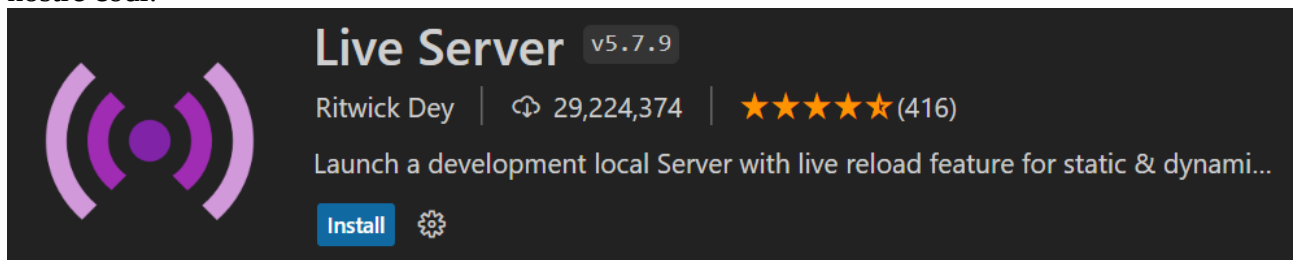 Live Server v5.7.9
Ritwick Dey 29,224,374 (416)
Launch a development local Server with live reload feature for static & dynami...
Install